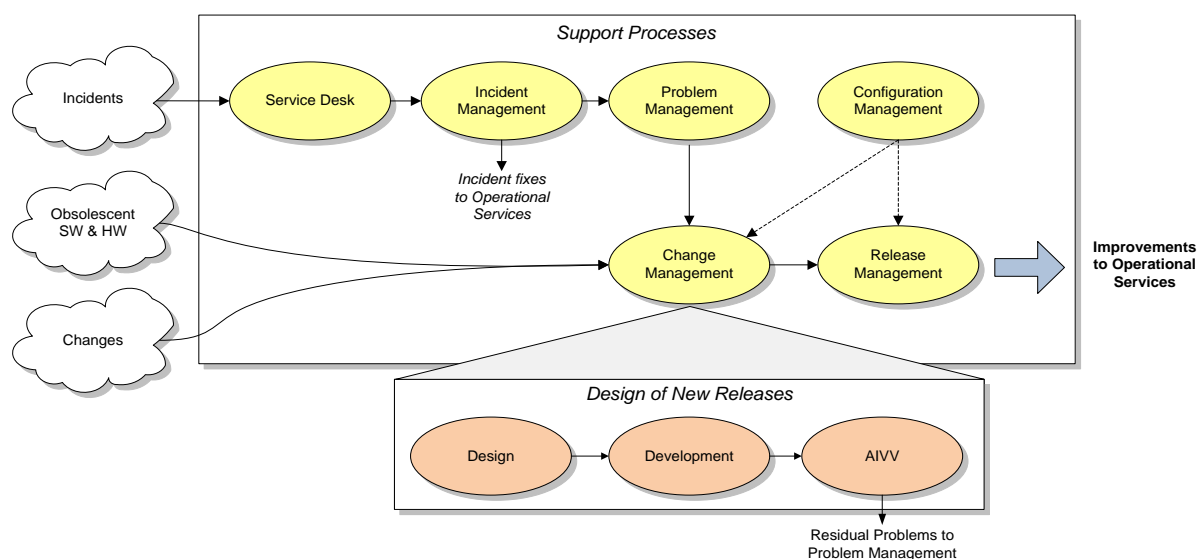 Support Processes
Incidents
Service Desk
Incident
Management
Problem
Management
Configuration
Management
Incident fixes
to Operational
Services
Obsolescent
SW & HW
Change
Management
Release
Management
Improvements
to Operational
Services
Changes
Design of New Releases
Design
Development
AIVV
Residual Problems to
Problem Management